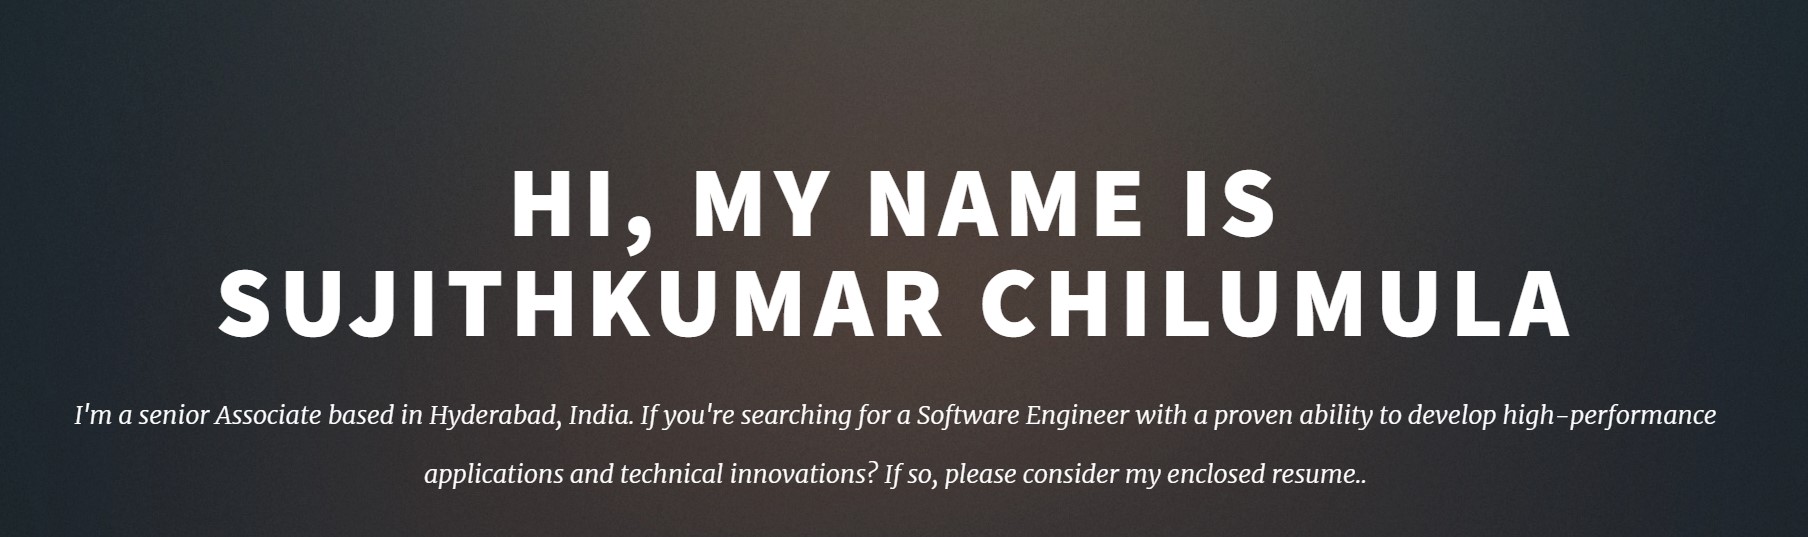 HI, MY NAME IS
SUJITHKUMAR CHILUMULA
I'm a senior Associate based in Hyderabad, India. If you're searching for a Software Engineer with a proven ability to develop high-performance
applications and technical innovations? If so, please consider my enclosed resume..